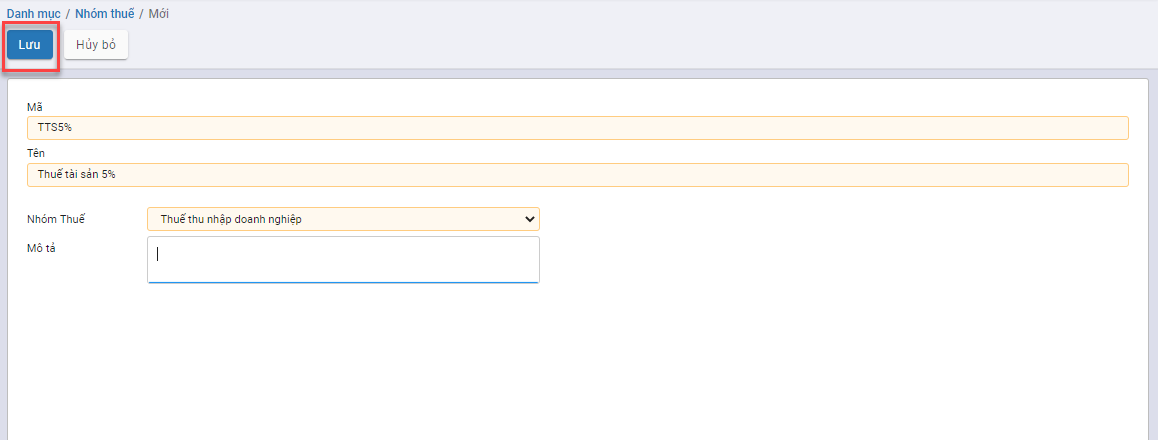 Danh mục / Nhóm thuế / Mới
Lưu Hủy bỏ
Mã
TTS5%
Tên
Thuế tài sản 5%
Nhóm Thuế Thuế thu nhập doanh nghiệp
Mô tả